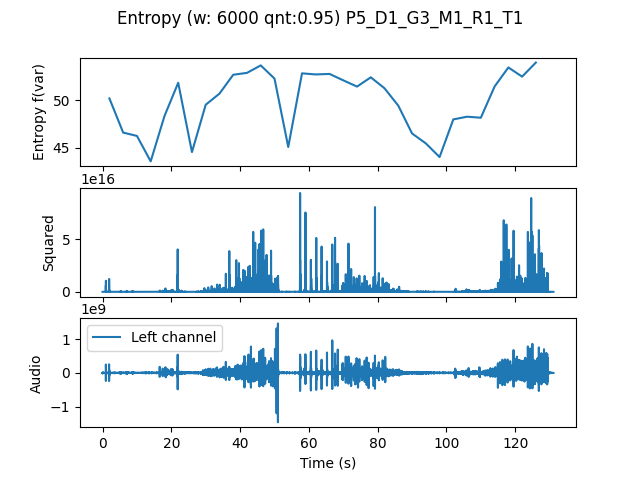 Entropy (w: 6000 qnt:0.95) P5_D1_G3_M1_R1_T1
Entropy f(var)
50
45
1e16
Squared
5
0
1e9
Audio
1
0
−1
Left channel
0 20 40 60 80 100 120
Time (s)